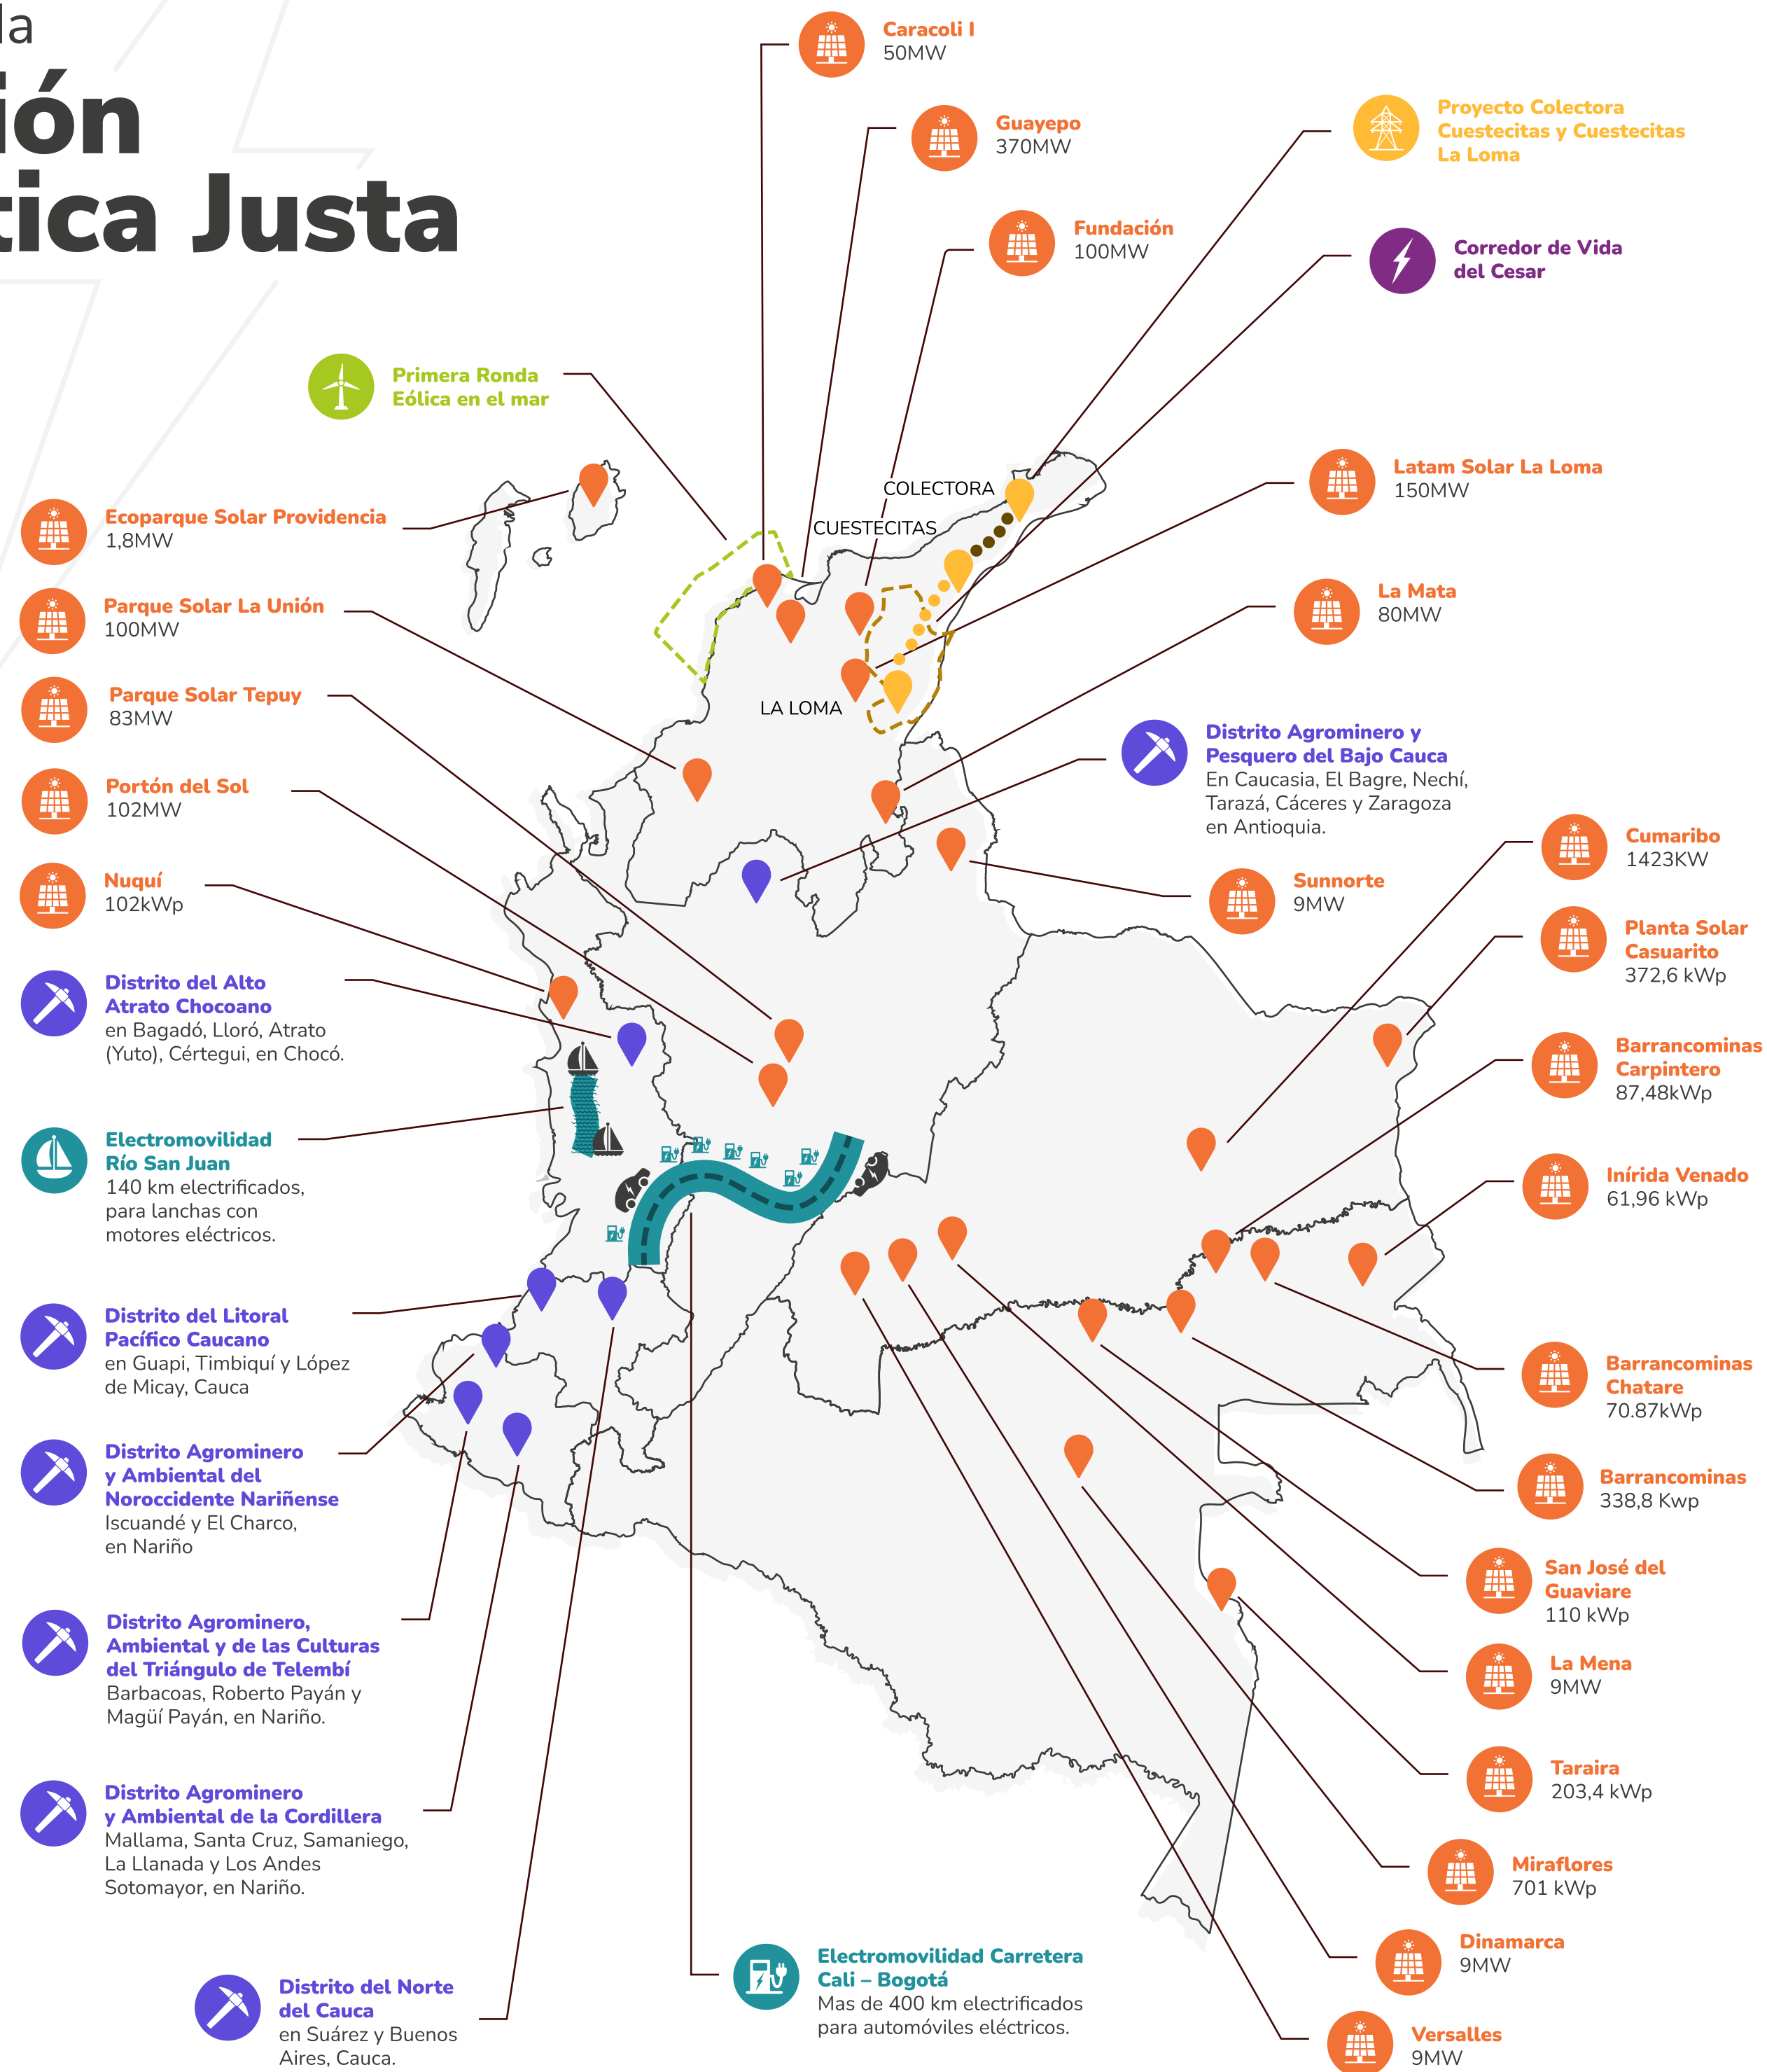 la
ión
tica Justa
Caracoli I
50MW
Guayepo
370MW
Proyecto Colectora
Cuestecitas y Cuestecitas
La Loma
Fundación
100MW
Corredor de Vida
del Cesar
Primera Ronda
Eólica en el mar
Latam Solar La Loma
150MW
COLECTORA
CUESTECITAS
LA LOMA
Ecoparque Solar Providencia
1,8MW
Parque Solar La Unión
100MW
Parque Solar Tepuy
83MW
Portón del Sol
102MW
Nuquí
102kWp
Distrito del Alto
Atrato Chocoano
en Bagadó, Lloró, Atrato
(Yuto), Cértegui, en Chocó.
Electromovilidad
Río San Juan
140 km electrificados,
para lanchas con
motores eléctricos.
Distrito del Litoral
Pacífico Caucano
en Guapi, Timbiquí y López
de Micay, Cauca
Distrito Agrominero
y Ambiental del
Noroccidente Nariñense
Iscuandé y El Charco,
en Nariño
Distrito Agrominero,
Ambiental y de las Culturas
del Triángulo de Telembí
Barbacoas, Roberto Payán y
Magüí Payán, en Nariño.
Distrito Agrominero
y Ambiental de la Cordillera
Mallama, Santa Cruz, Samaniego,
La Llanada y Los Andes
Sotomayor, en Nariño.
Distrito del Norte
del Cauca
en Suárez y Buenos
Aires, Cauca.
Electromovilidad Carretera
Cali – Bogotá
Mas de 400 km electrificados
para automóviles eléctricos.
La Mata
80MW
Distrito Agrominero y
Pesquero del Bajo Cauca
En Caucasia, El Bagre, Nechí,
Tarazá, Cáceres y Zaragoza
en Antioquia.
Sunnorte
9MW
Cumaribo
1423KW
Planta Solar
Casuarito
372,6 kWp
Barrancominas
Carpintero
87,48kWp
Inírida Venado
61,96 kWp
Barrancominas
Chatare
70.87kWp
Barrancominas
338,8 Kwp
San José del
Guaviare
110 kWp
La Mena
9MW
Taraira
203,4 kWp
Miraflores
701 kWp
Dinamarca
9MW
Versalles
9MW